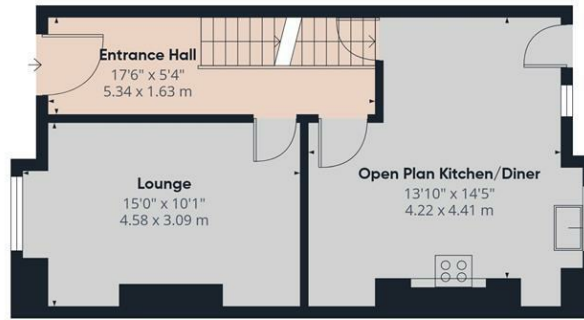 Entrance Hall
17'6" x 5'4"
5.34 x 1.63 m
Lounge
15'0" x 10'1"
4.58 x 3.09 m
Open Plan Kitchen/Diner
13'10" x 14'5"
4.22 x 4.41 m